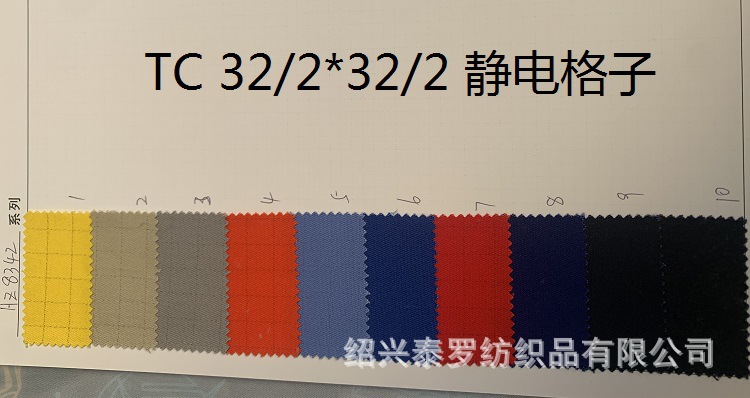 TC 32/2*32/2 静电格子
1 2 3 4 5 6 7 8 9 10
AZ8342 系列
绍兴泰罗纺织品有限公司